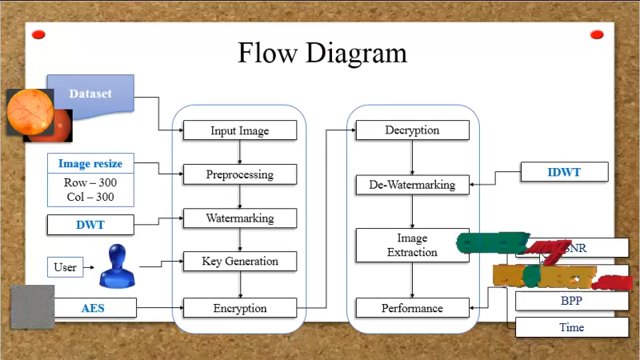 Flow Diagram
Dataset
Input Image
Decryption
Image resize
Row – 300
Col – 300
Preprocessing
De-Watermarking
IDWT
DWT
Watermarking
Image
Extraction
User
Key Generation
AES
Encryption
Performance
BPP
Time